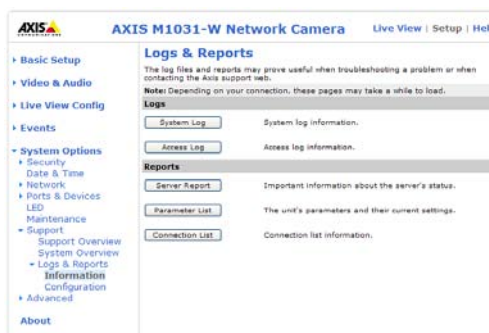 AXIS
COMMUNICATIONS
AXIS M1031-W Network Camera
Live View | Setup | Hel
Basic Setup
Video & Audio
Live View Config
Events
System Options
Security
Date & Time
Network
Ports & Devices
LED
Maintenance
Support
Support Overview
System Overview
Logs & Reports
Information
Configuration
Advanced
About
Logs & Reports
The log files and reports may prove useful when troubleshooting a problem or when
contacting the Axis support web.
Note: Depending on your connection, these pages may take a while to load.
Logs
System Log System log information.
Access Log Access log information.
Reports
Server Report Important information about the server's status.
Parameter List The unit's parameters and their current settings.
Connection List Connection list information.